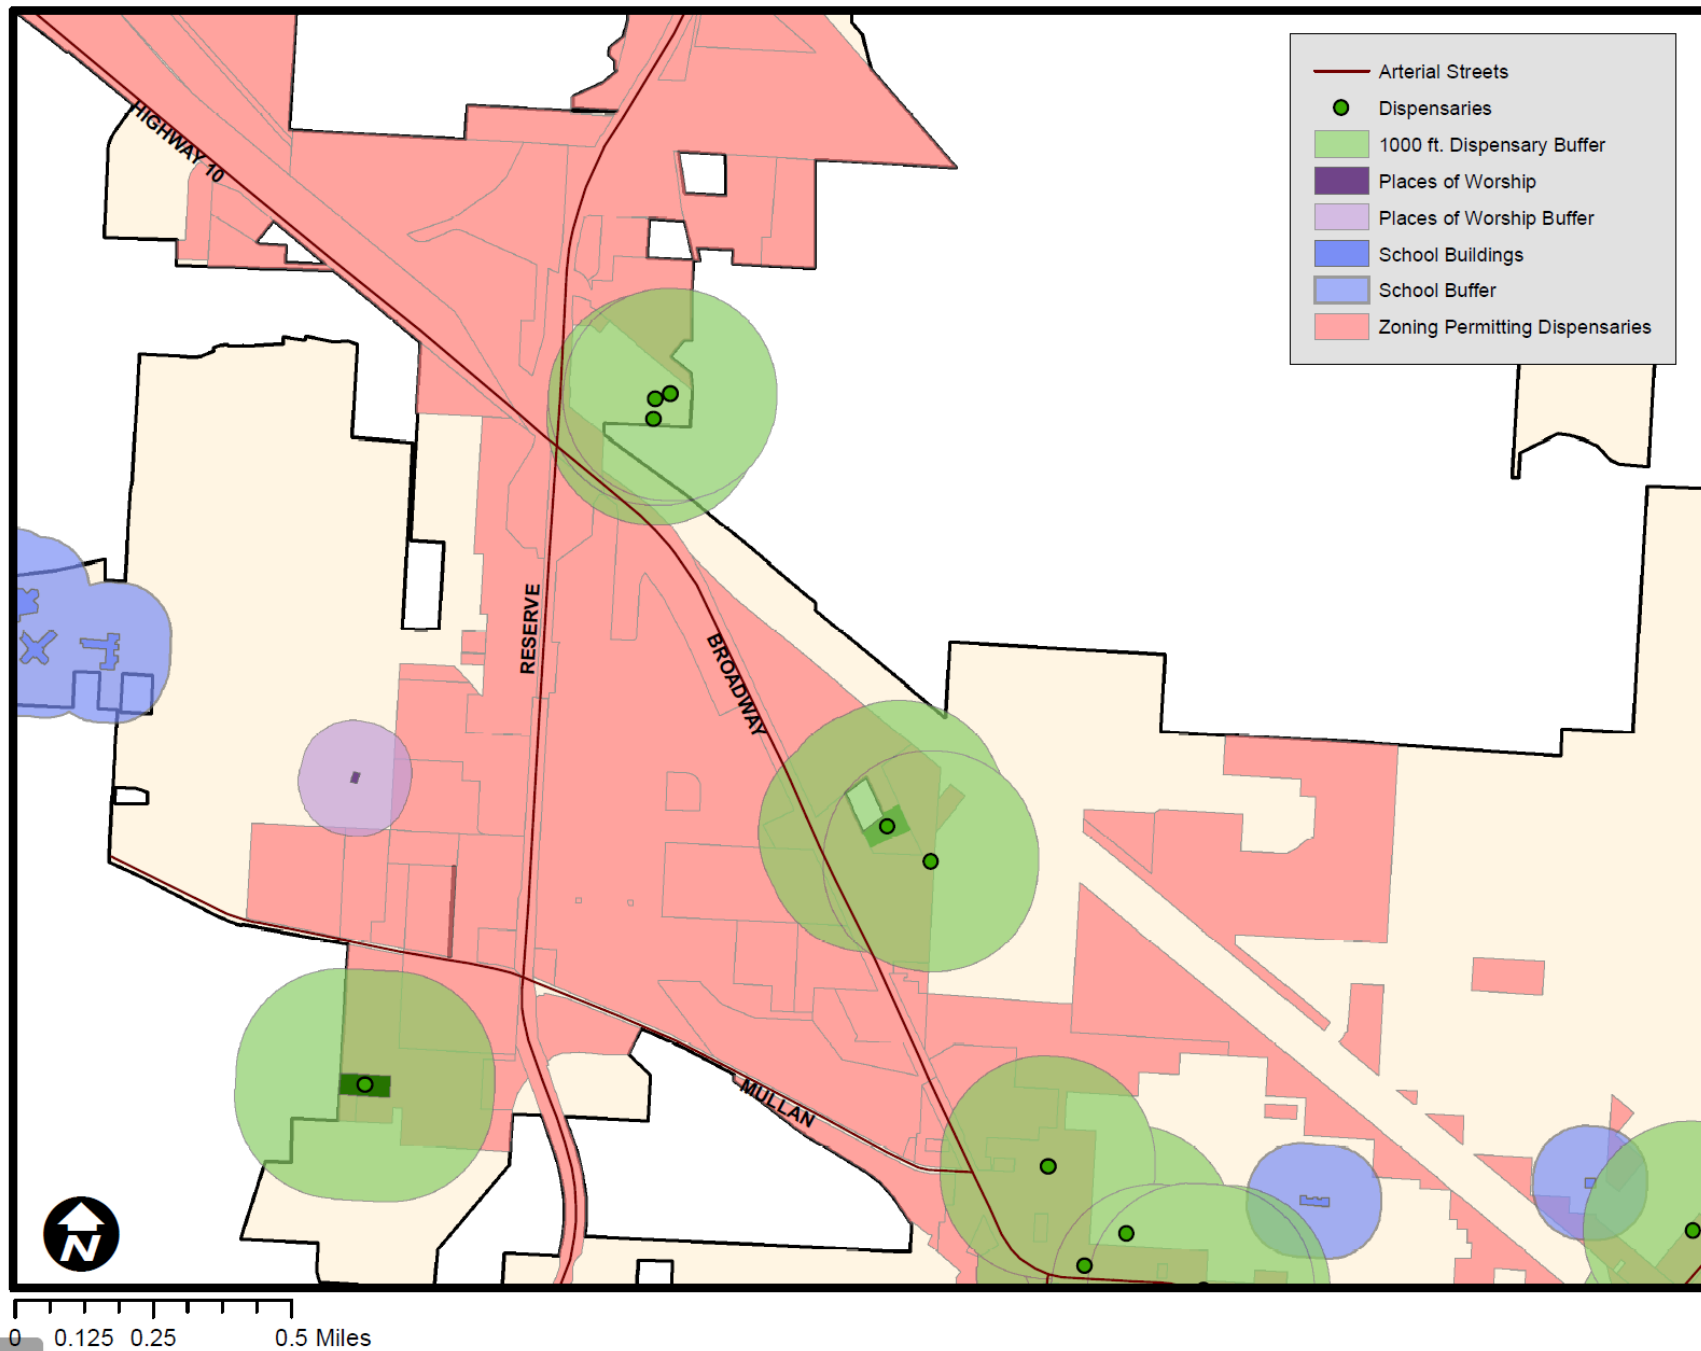 Arterial Streets
Dispensaries
1000 ft. Dispensary Buffer
Places of Worship
Places of Worship Buffer
School Buildings
School Buffer
Zoning Permitting Dispensaries
HIGHWAY 10
RESERVE
BROADWAY
MULLAN
N
0 0.125 0.25 0.5 Miles